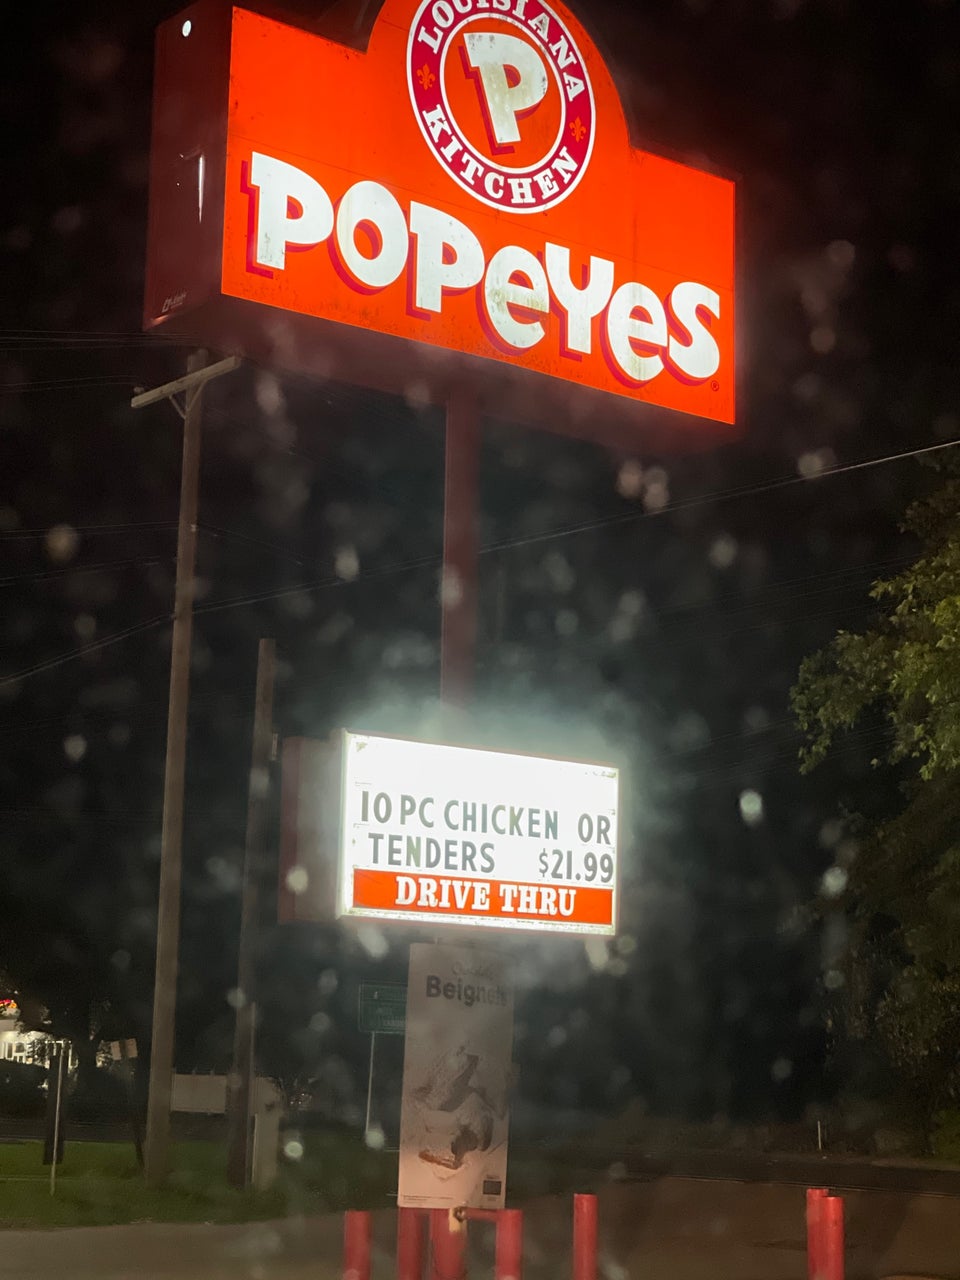 LOUISIANA
P
KITCHEN
POPEYES
®
10 PC CHICKEN OR
TENDERS $21.99
DRIVE THRU
Beignets